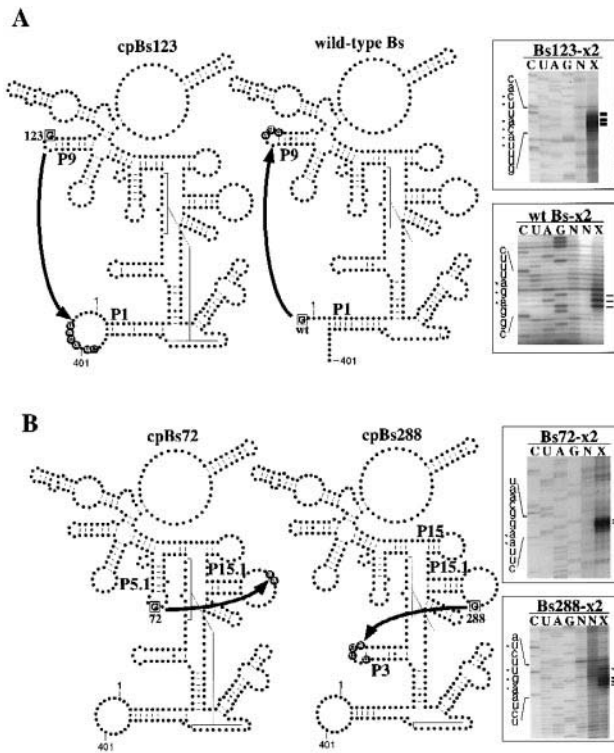 A
cpBs123
wild-type Bs
123 G
P9
P9
1
P1
401
G
wt
1
P1
401
Bs123-x2
C U A G N X
wt Bs-x2
C U A G N N X
B
cpBs72
cpBs288
P5.1
P15.1
G
72
1
401
P15
P15.1
G
288
P3
1
401
Bs72-x2
C U A G N N X
Bs288-x2
C U A G N N X